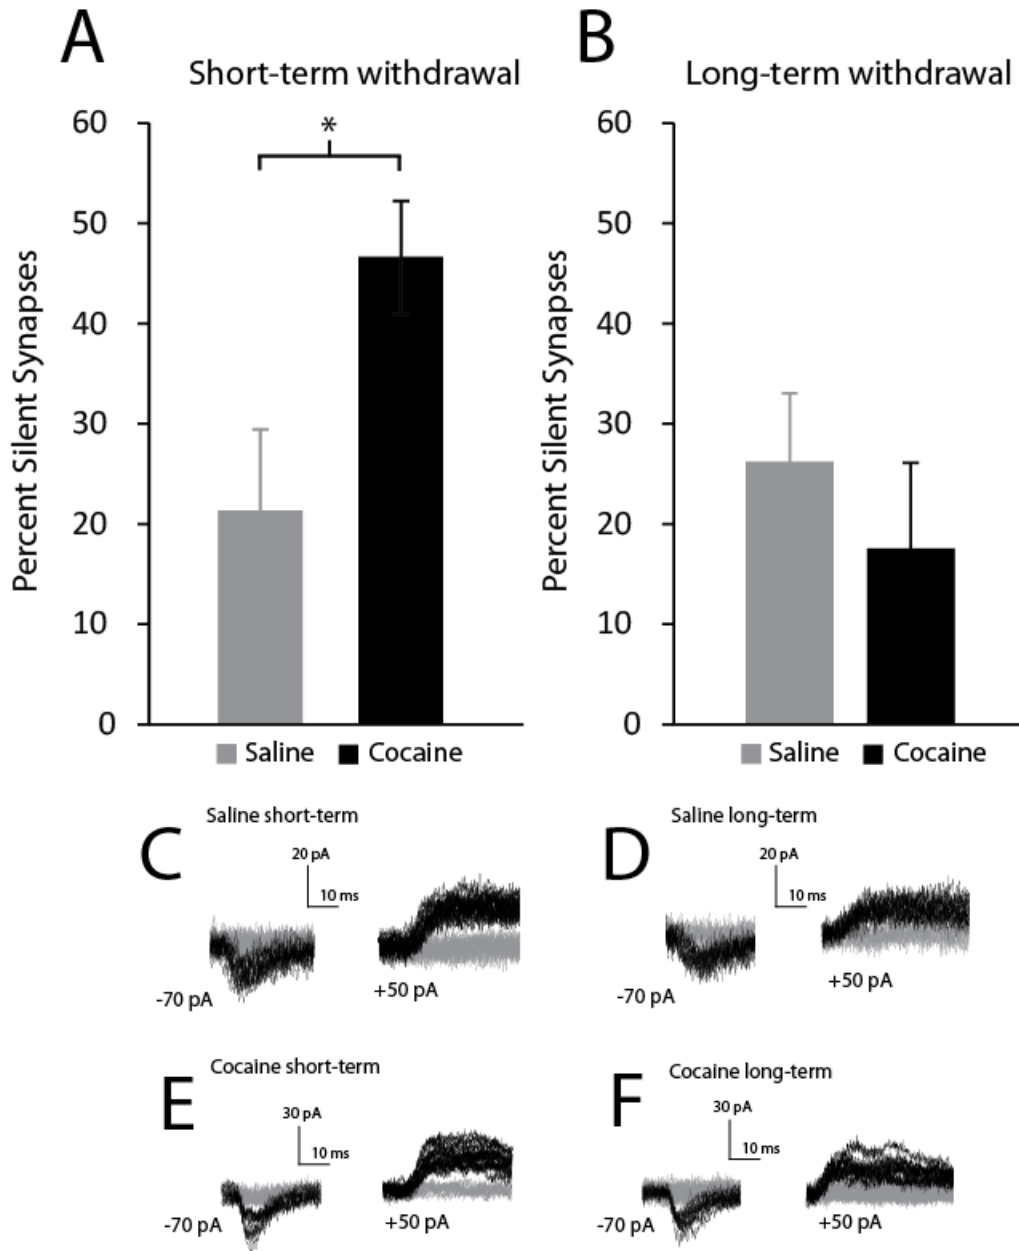 A
Short-term withdrawal
Percent Silent Synapses
60
50
40
30
20
10
0
*
Saline
Cocaine
B
Long-term withdrawal
Percent Silent Synapses
60
50
40
30
20
10
0
Saline
Cocaine
C
Saline short-term
20 pA
10 ms
-70 pA
+50 pA
D
Saline long-term
20 pA
10 ms
-70 pA
+50 pA
E
Cocaine short-term
30 pA
10 ms
-70 pA
+50 pA
F
Cocaine long-term
30 pA
10 ms
-70 pA
+50 pA